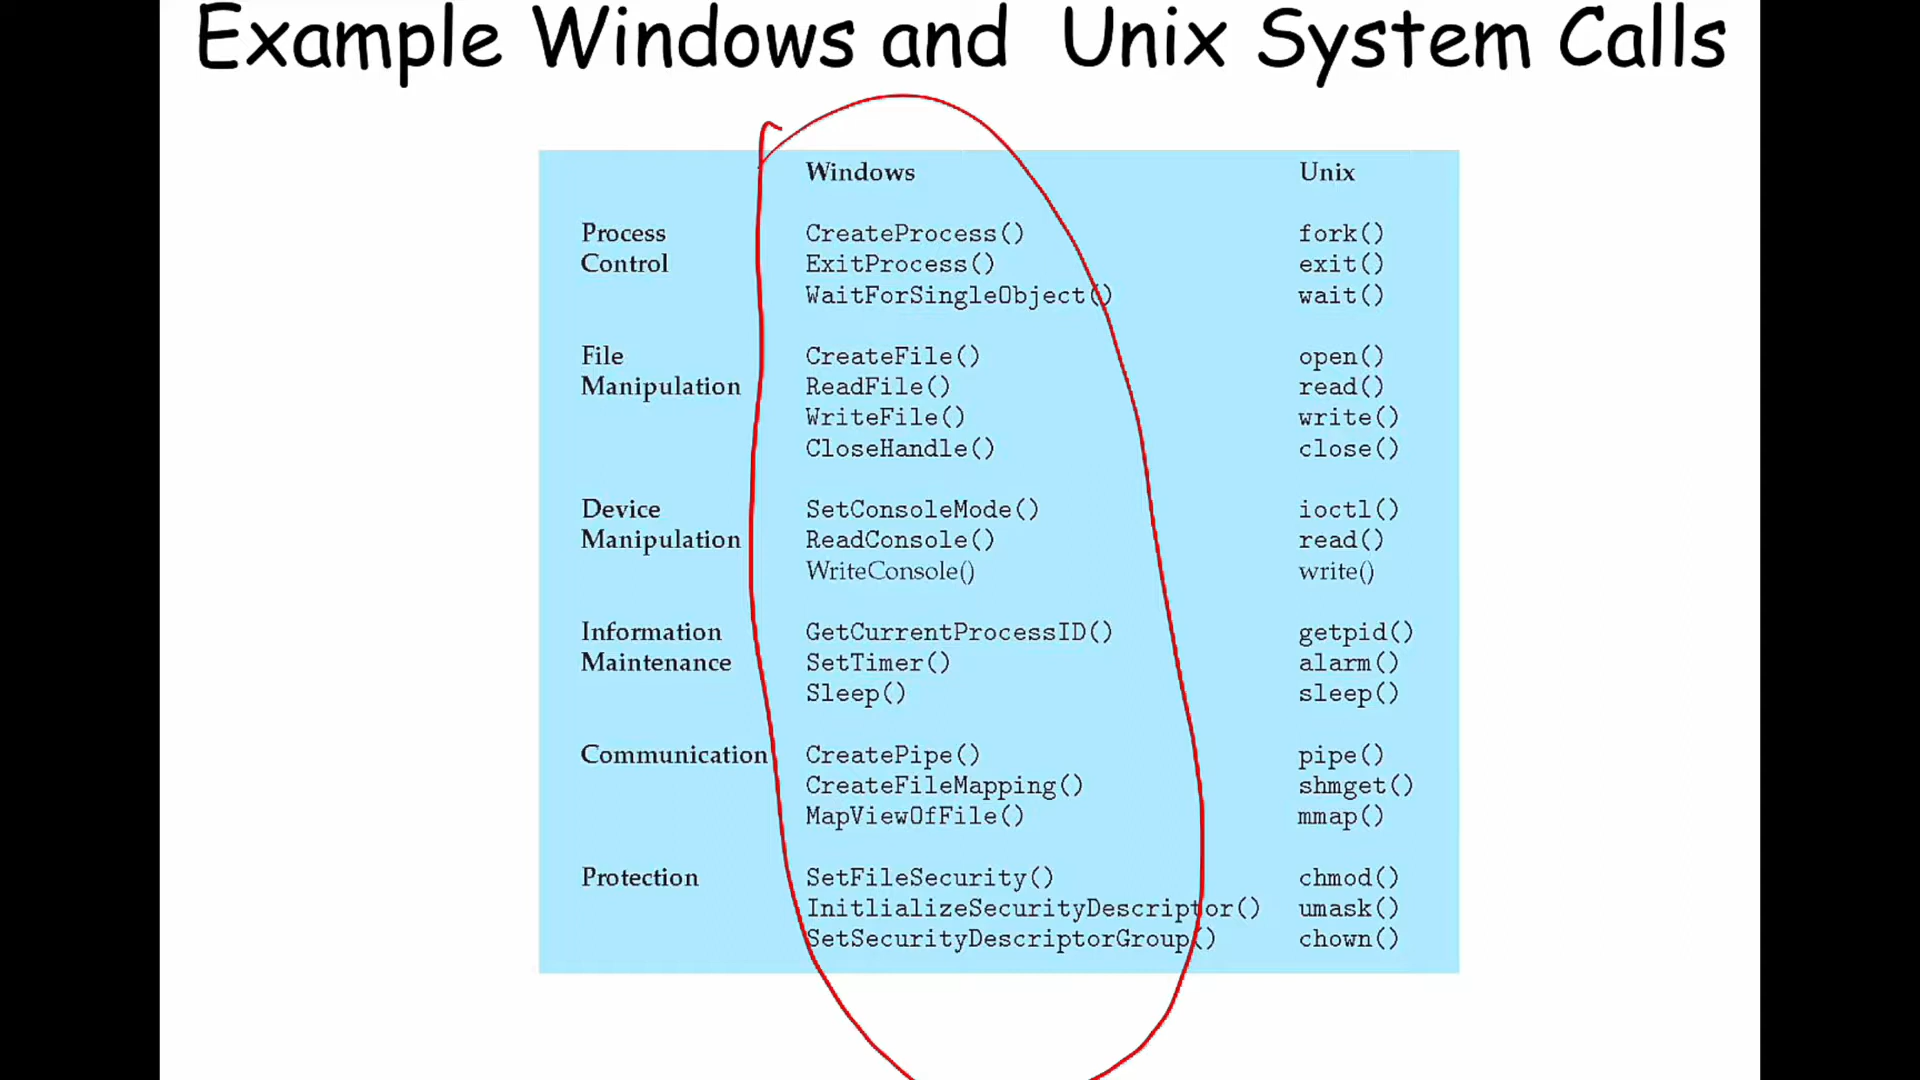 Example Windows and Unix System Calls
Windows Unix
Process CreateProcess() fork()
Control ExitProcess() exit()
WaitForSingleObject() wait()
File CreateFile() open()
Manipulation ReadFile() read()
WriteFile() write()
CloseHandle() close()
Device SetConsoleMode() ioctl()
Manipulation ReadConsole() read()
WriteConsole() write()
Information GetCurrentProcessID() getpid()
Maintenance SetTimer() alarm()
Sleep() sleep()
Communication CreatePipe() pipe()
CreateFileMapping() shmget()
MapViewOfFile() mmap()
Protection SetFileSecurity() chmod()
InitlializeSecurityDescriptor() umask()
SetSecurityDescriptorGroup() chown()